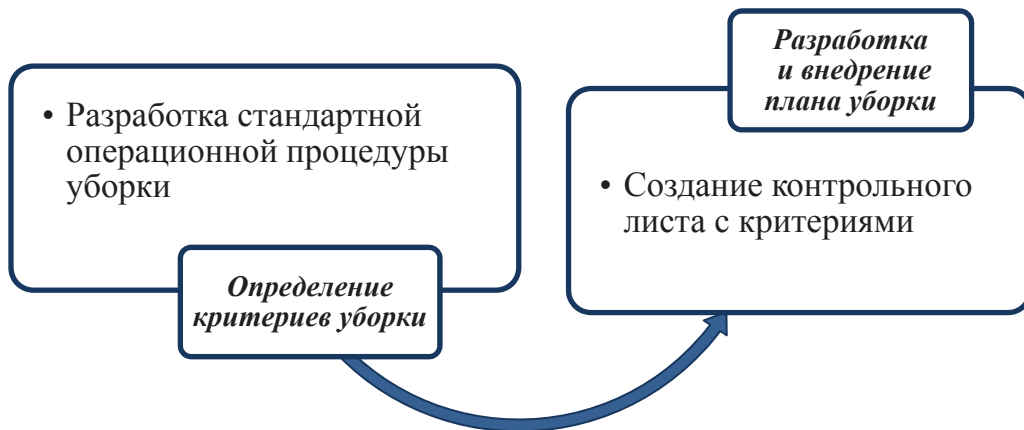 • Разработка стандартной
операционной процедуры
уборки
Определение
критериев уборки
Разработка
и внедрение
плана уборки
• Создание контрольного
листа с критериями